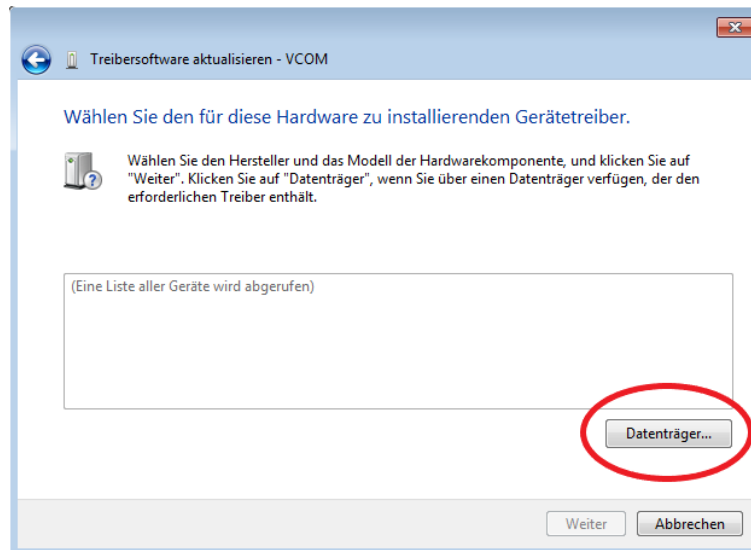 Treibersoftware aktualisieren - VCOM
Wählen Sie den für diese Hardware zu installierenden Gerätetreiber.
Wählen Sie den Hersteller und das Modell der Hardwarekomponente, und klicken Sie auf
"Weiter". Klicken Sie auf "Datenträger", wenn Sie über einen Datenträger verfügen, der den
erforderlichen Treiber enthält.
(Eine Liste aller Geräte wird abgerufen)
Datenträger...
Weiter
Abbrechen